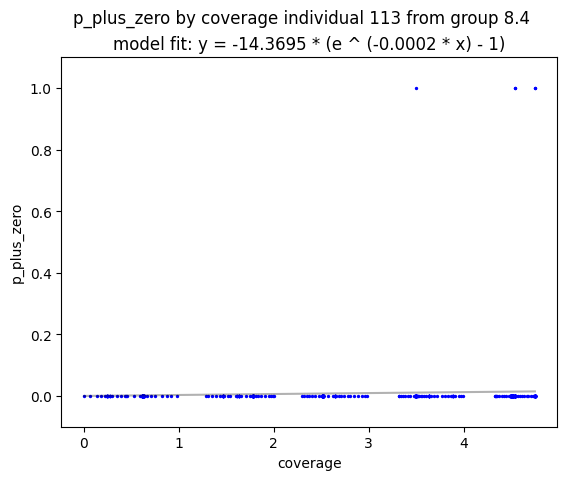 p_plus_zero by coverage individual 113 from group 8.4
model fit: y = -14.3695 * (e ^ (-0.0002 * x) - 1)
1.0
0.8
0.6
0.4
0.2
0.0
p_plus_zero
0 1 2 3 4
coverage